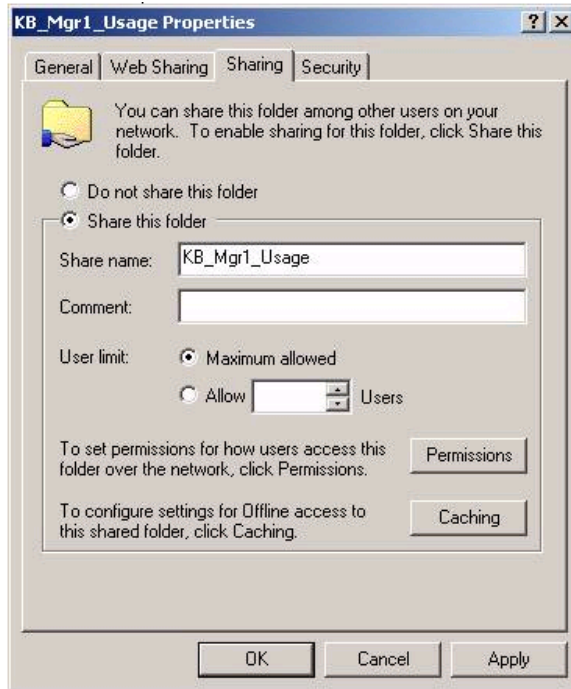 KB_Mgr1_Usage Properties
General
Web Sharing
Sharing
Security
You can share this folder among other users on your
network. To enable sharing for this folder, click Share this
folder.
Do not share this folder
Share this folder
Share name:
KB_Mgr1_Usage
Comment:
User limit:
Maximum allowed
Allow
Users
To set permissions for how users access this
folder over the network, click Permissions.
Permissions
To configure settings for Offline access to
this shared folder, click Caching.
Caching
OK
Cancel
Apply